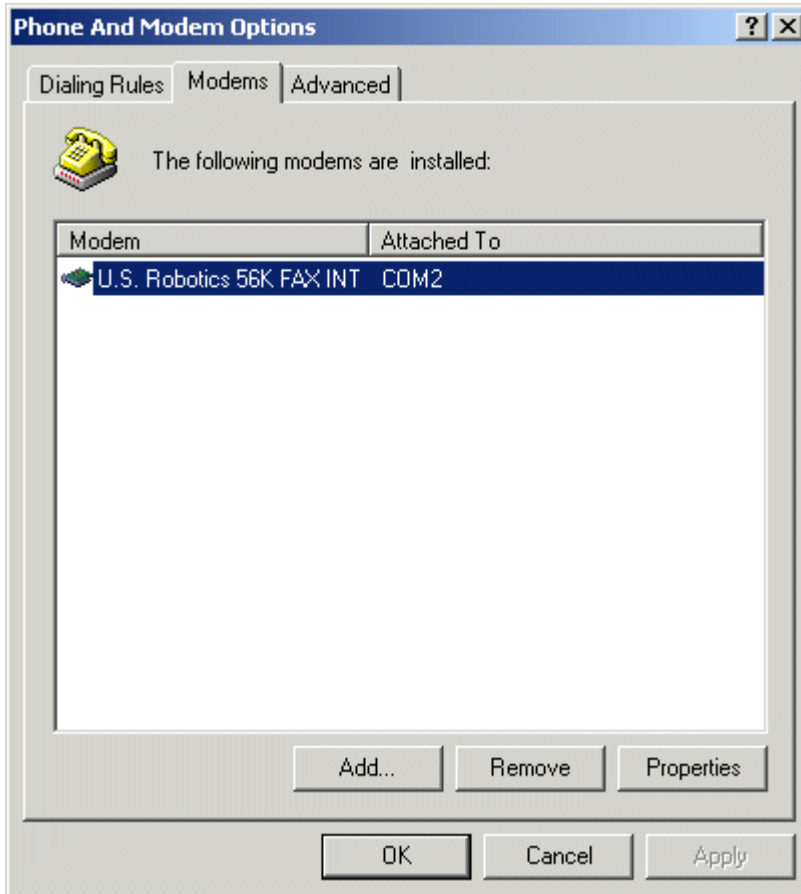 Phone And Modem Options
Dialing Rules Modems Advanced
The following modems are installed:
Modem Attached To
U.S. Robotics 56K FAX INT COM2
Add... Remove Properties
OK Cancel Apply